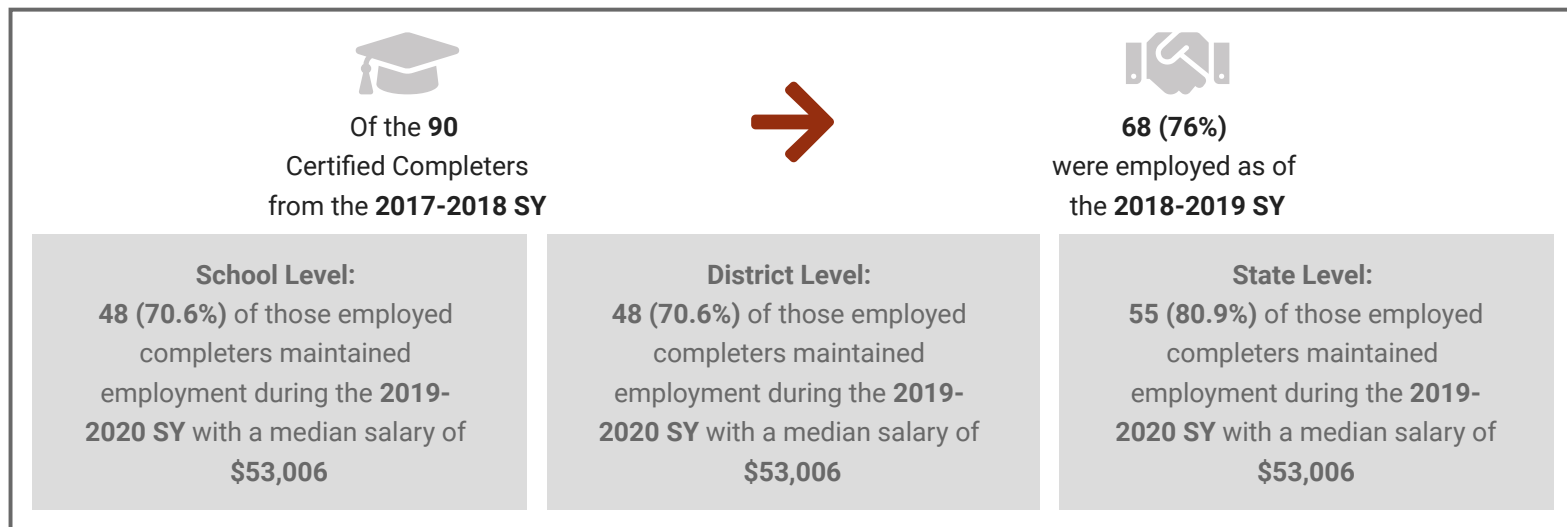 Of the 90
Certified Completers
from the 2017-2018 SY
68 (76%)
were employed as of
the 2018-2019 SY
School Level:
48 (70.6%) of those employed
completers maintained
employment during the 2019-
2020 SY with a median salary of
$53,006
District Level:
48 (70.6%) of those employed
completers maintained
employment during the 2019-
2020 SY with a median salary of
$53,006
State Level:
55 (80.9%) of those employed
completers maintained
employment during the 2019-
2020 SY with a median salary of
$53,006